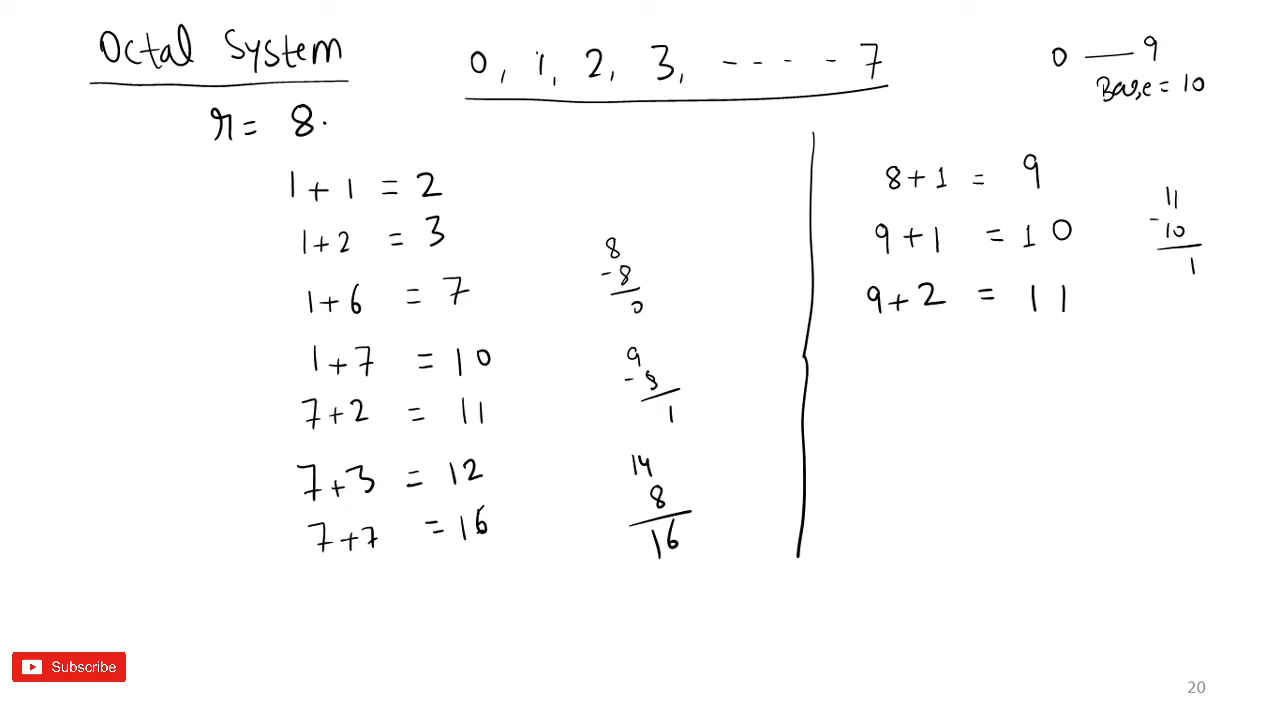 Octal System
0, 1, 2, 3, - - - - - 7
0 — 9
Base = 10
r = 8.
1 + 1 = 2
1 + 2 = 3
1 + 6 = 7
1 + 7 = 10
7 + 2 = 11
7 + 3 = 12
7 + 7 = 16
8
- 8
0
9
- 8
1
14
8
16
8 + 1 = 9
9 + 1 = 10
9 + 2 = 11
11
- 10
1
Subscribe
20